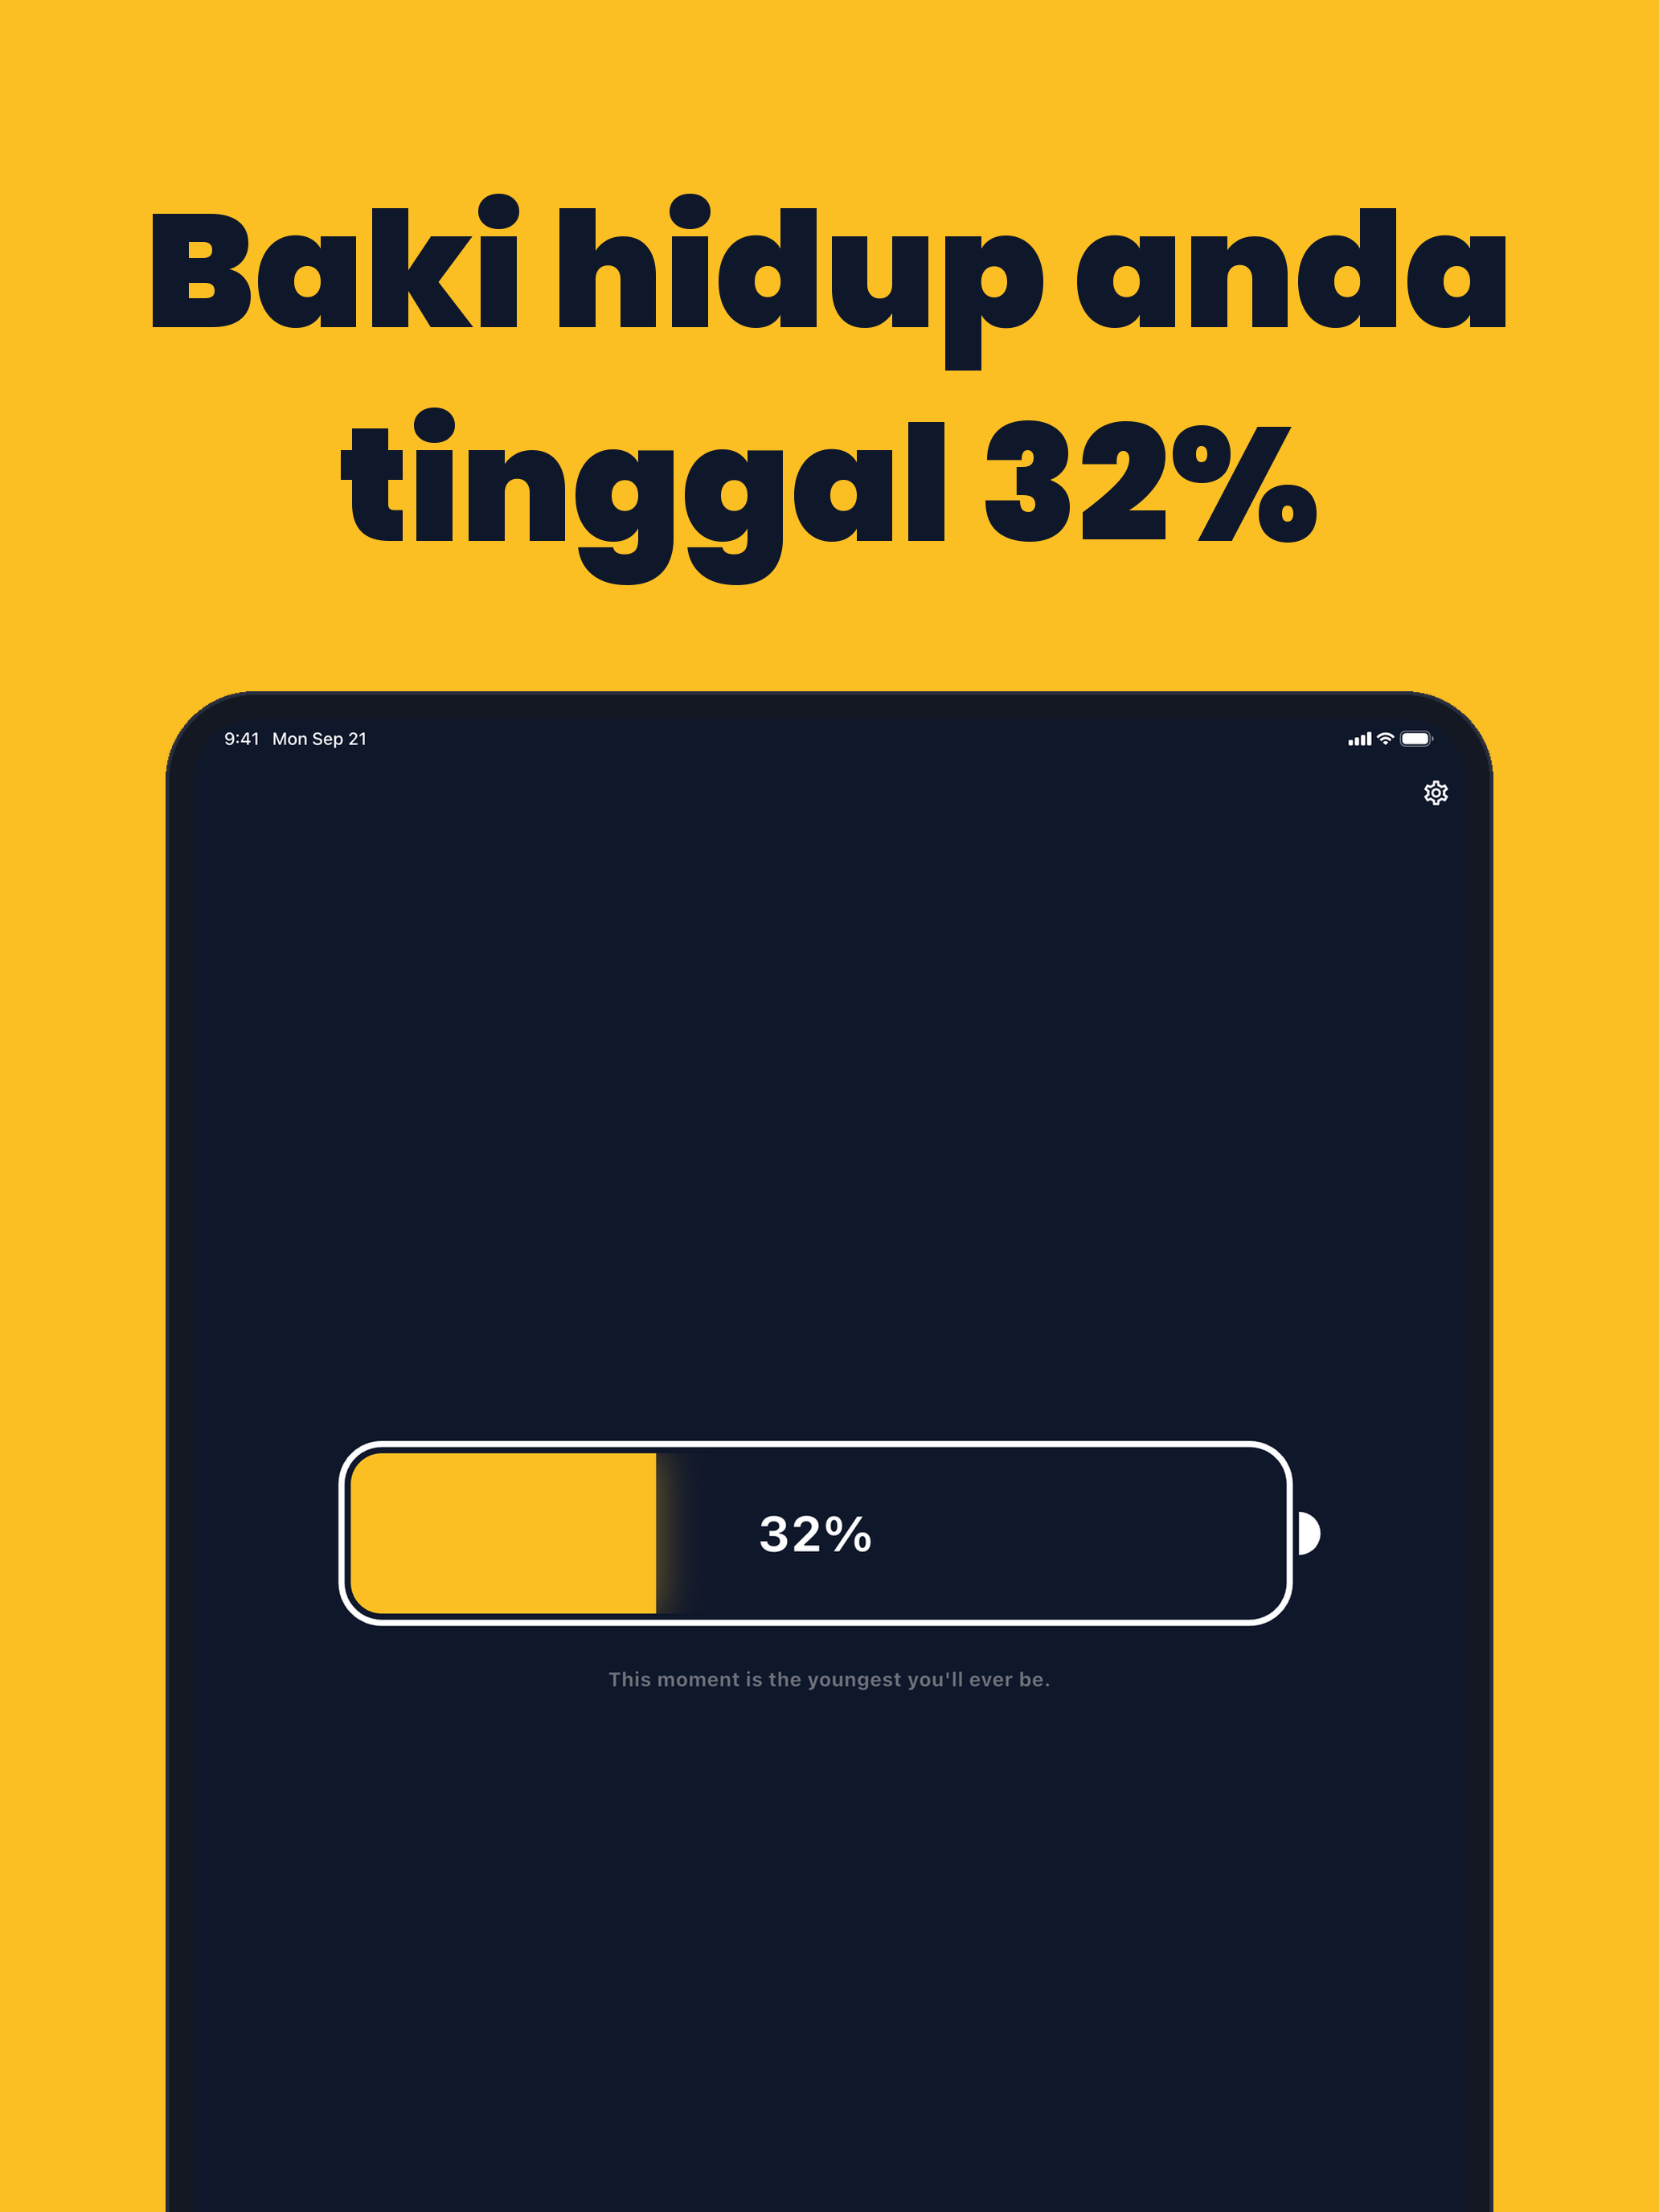 Baki hidup anda
tinggal 32%
9:41 Mon Sep 21
32%
This moment is the youngest you'll ever be.